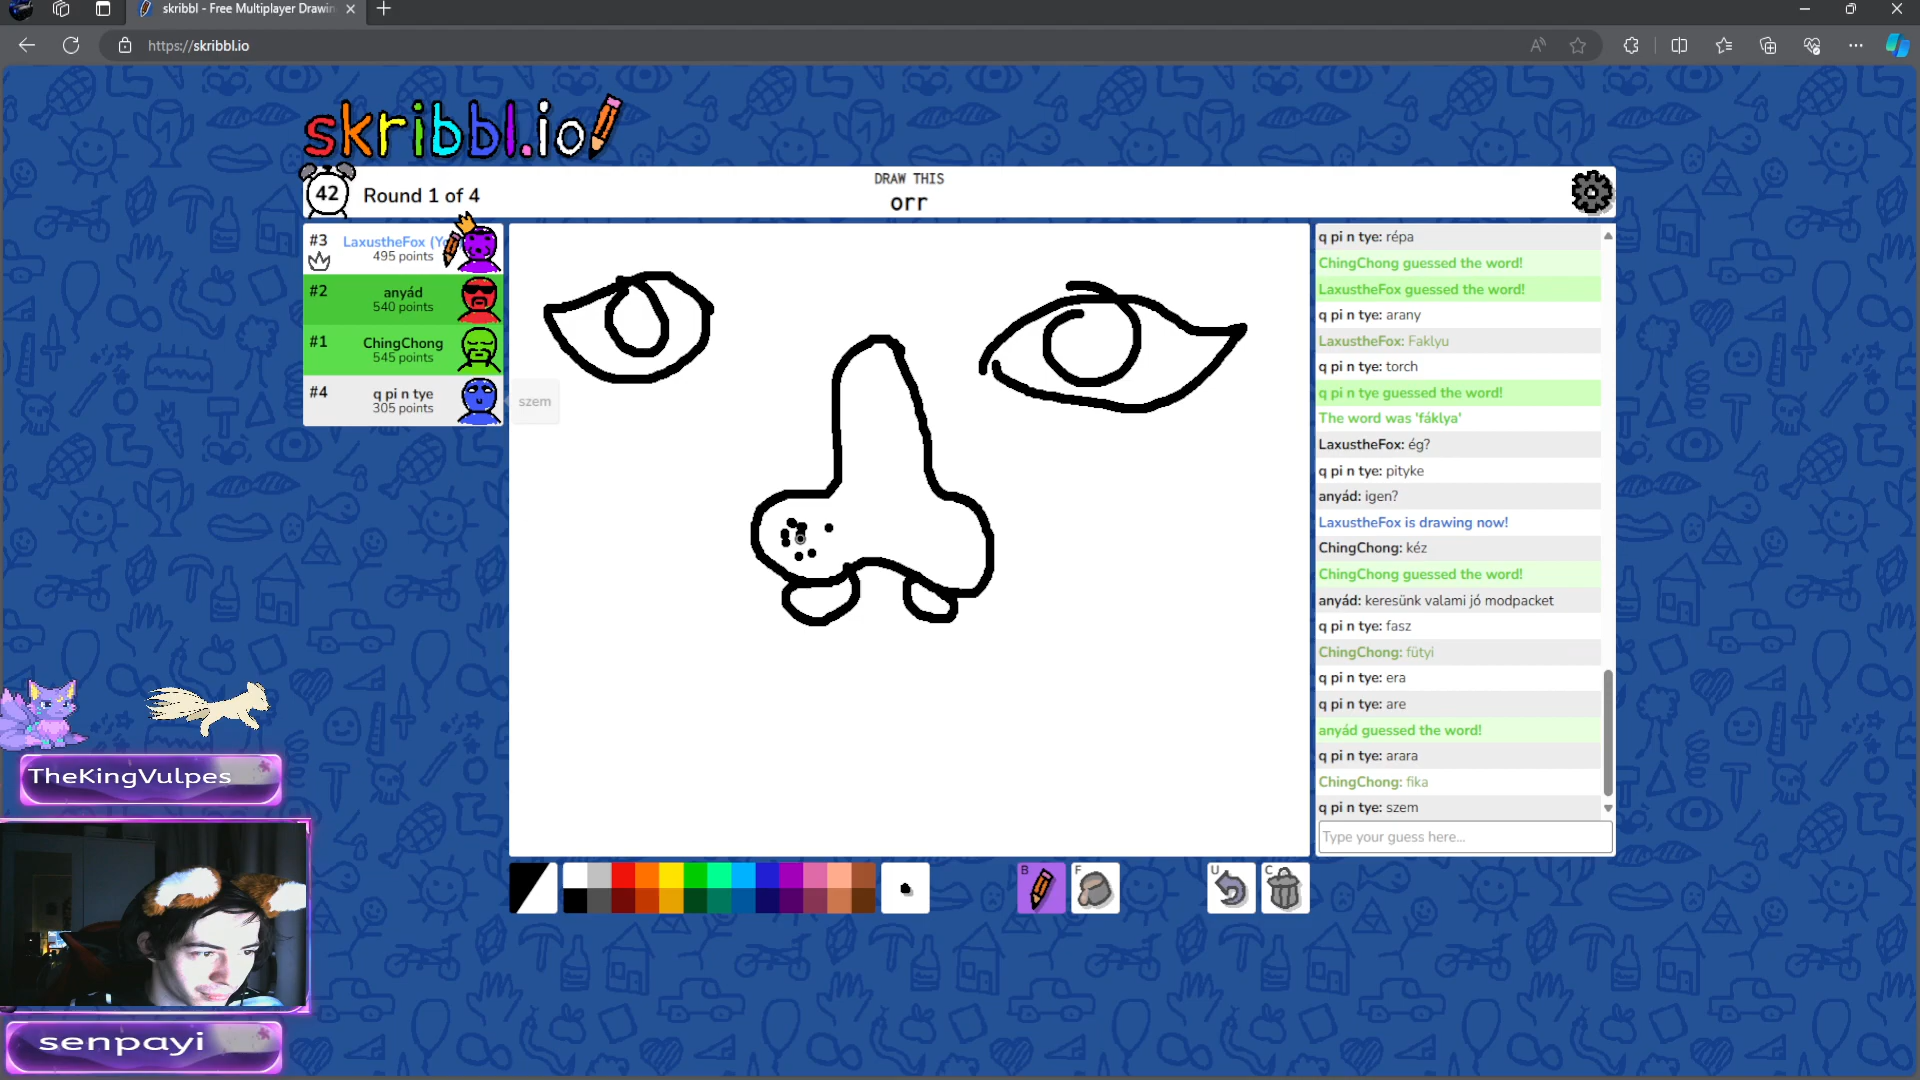 skribbl - Free Multiplayer Drawin
https://skribbl.io
skribbl.io
42
Round 1 of 4
DRAW THIS
orr
#3
LaxustheFox (Yo
495 points
#2
anyád
540 points
#1
ChingChong
545 points
#4
q pi n tye
305 points
szem
q pi n tye: répa
ChingChong guessed the word!
LaxustheFox guessed the word!
q pi n tye: arany
LaxustheFox: Faklyu
q pi n tye: torch
q pi n tye guessed the word!
The word was 'fáklya'
LaxustheFox: ég?
q pi n tye: pityke
anyád: igen?
LaxustheFox is drawing now!
ChingChong: kéz
ChingChong guessed the word!
anyád: keresünk valami jó modpacket
q pi n tye: fasz
ChingChong: fütyi
q pi n tye: era
q pi n tye: are
anyád guessed the word!
q pi n tye: arara
ChingChong: fika
q pi n tye: szem
Type your guess here...
B
F
U
C
TheKingVulpes
senpayi